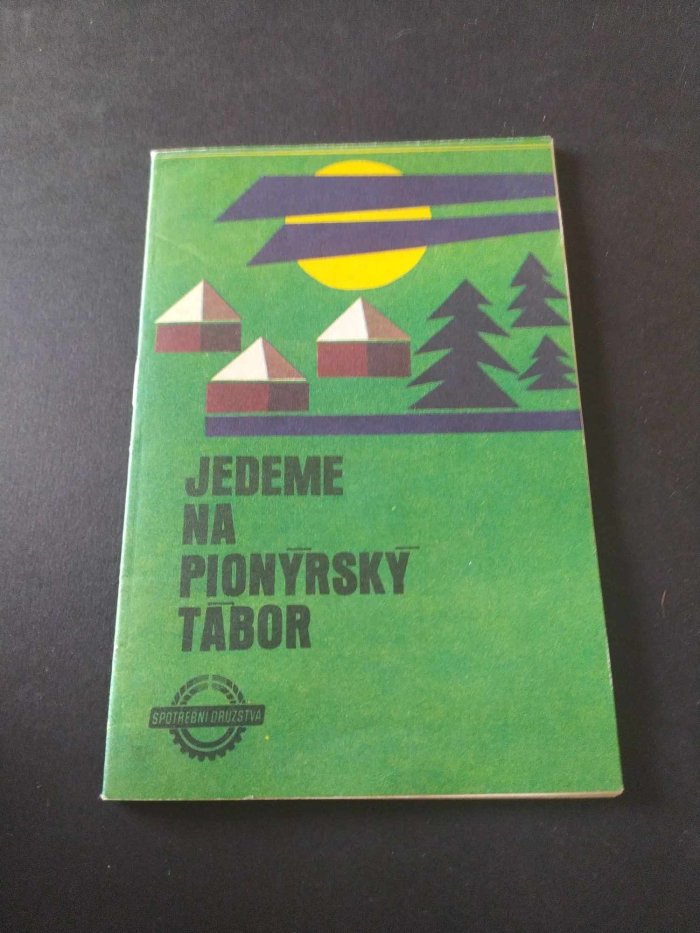 JEDEME
NA
PIONÝRSKÝ
TÁBOR
SPOTŘEBNÍ DRUŽSTVA